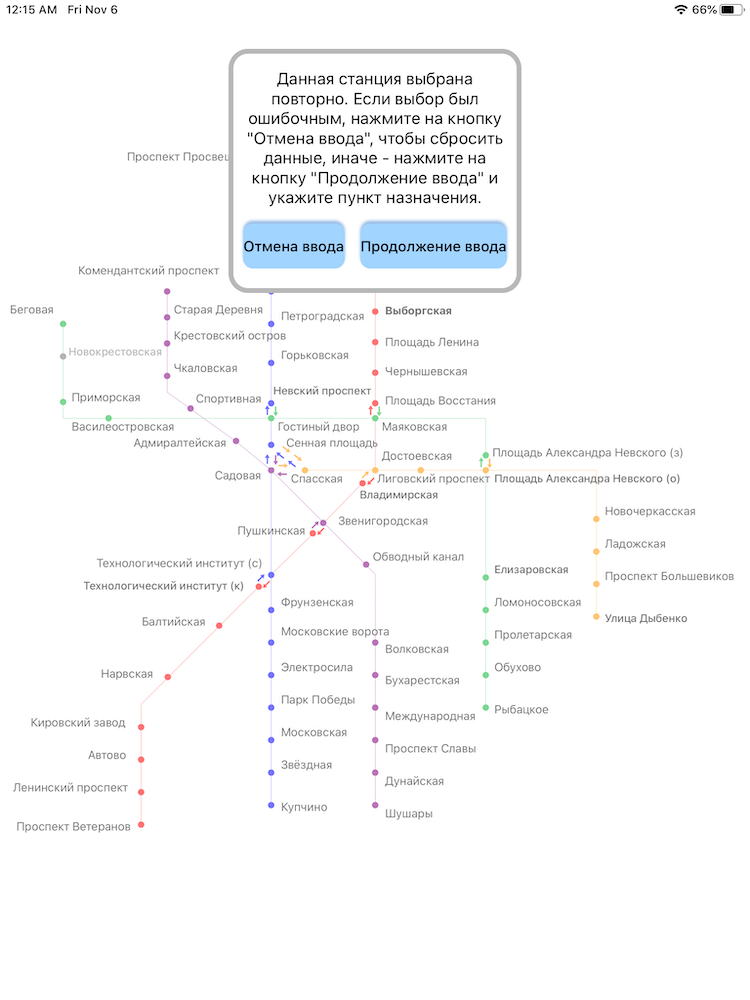 12:15 AM Fri Nov 6 66%
Данная станция выбрана
повторно. Если выбор был
ошибочным, нажмите на кнопку
"Отмена ввода", чтобы сбросить
данные, иначе - нажмите на
кнопку "Продолжение ввода" и
укажите пункт назначения.
Отмена ввода Продолжение ввода
Проспект
Комендантский проспект
Беговая
Старая Деревня
Петроградская
Выборгская
Крестовский остров
Площадь Ленина
Новокрестовская
Горьковская
Чкаловская
Чернышевская
Невский проспект
Приморская
Спортивная
Площадь Восстания
Василеостровская
Гостиный двор
Маяковская
Адмиралтейская
Сенная площадь
Достоевская
Площадь Александра Невского (з)
Садовая
Спасская
Лиговский проспект
Площадь Александра Невского (о)
Владимирская
Новочеркасская
Пушкинская
Звенигородская
Ладожская
Обводный канал
Технологический институт (с)
Елизаровская
Проспект Большевиков
Технологический институт (к)
Фрунзенская
Ломоносовская
Улица Дыбенко
Балтийская
Московские ворота
Пролетарская
Волковская
Электросила
Обухово
Нарвская
Бухарестская
Парк Победы
Рыбацкое
Международная
Кировский завод
Московская
Проспект Славы
Автово
Звёздная
Дунайская
Ленинский проспект
Купчино
Шушары
Проспект Ветеранов